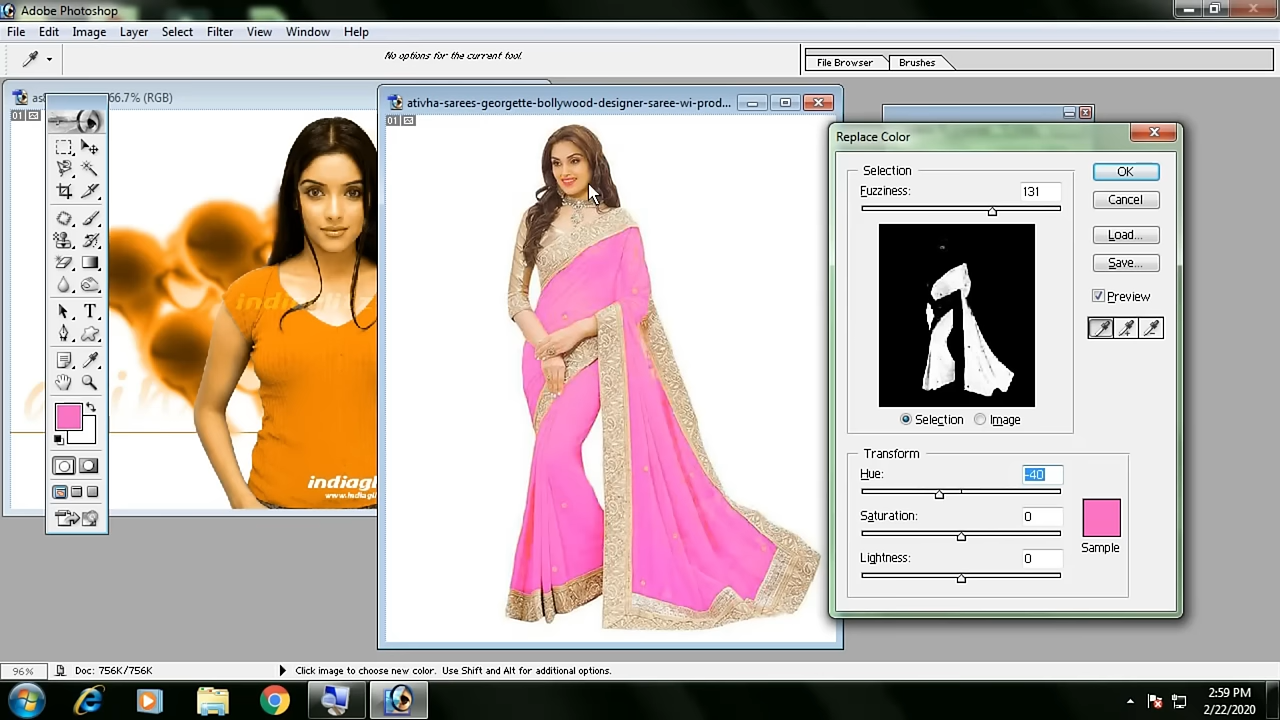 Adobe Photoshop
File Edit Image Layer Select Filter View Window Help
No options for the current tool.
File Browser Brushes
66.7% (RGB)
01
ativha-sarees-georgette-bollywood-designer-saree-wi-prod...
01
Replace Color
Selection
Fuzziness: 131
OK
Cancel
Load...
Save...
Preview
Selection Image
Transform
Hue: -40
Saturation: 0
Lightness: 0
Sample
T
96% Doc: 756K/756K Click image to choose new color. Use Shift and Alt for additional options.
2:59 PM
2/22/2020